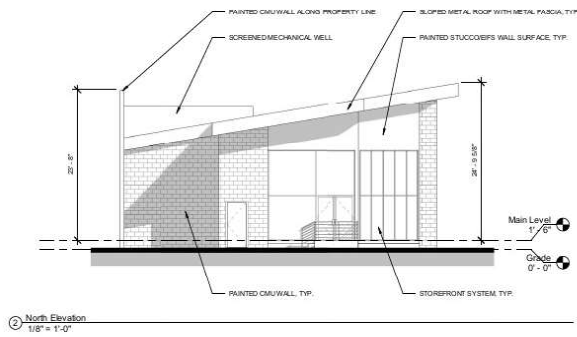 PAINTED CMU WALL ALONG PROPERTY LINE
SLOPED METAL ROOF WITH METAL FASCIA, TYP.
SCREENED MECHANICAL WELL
PAINTED STUCCO/EIFS WALL SURFACE, TYP.
23' - 8"
24' - 9 5/8"
Main Level
1' - 6"
Grade
0' - 0"
PAINTED CMU WALL, TYP.
STOREFRONT SYSTEM, TYP.
2 North Elevation
1/8" = 1'-0"